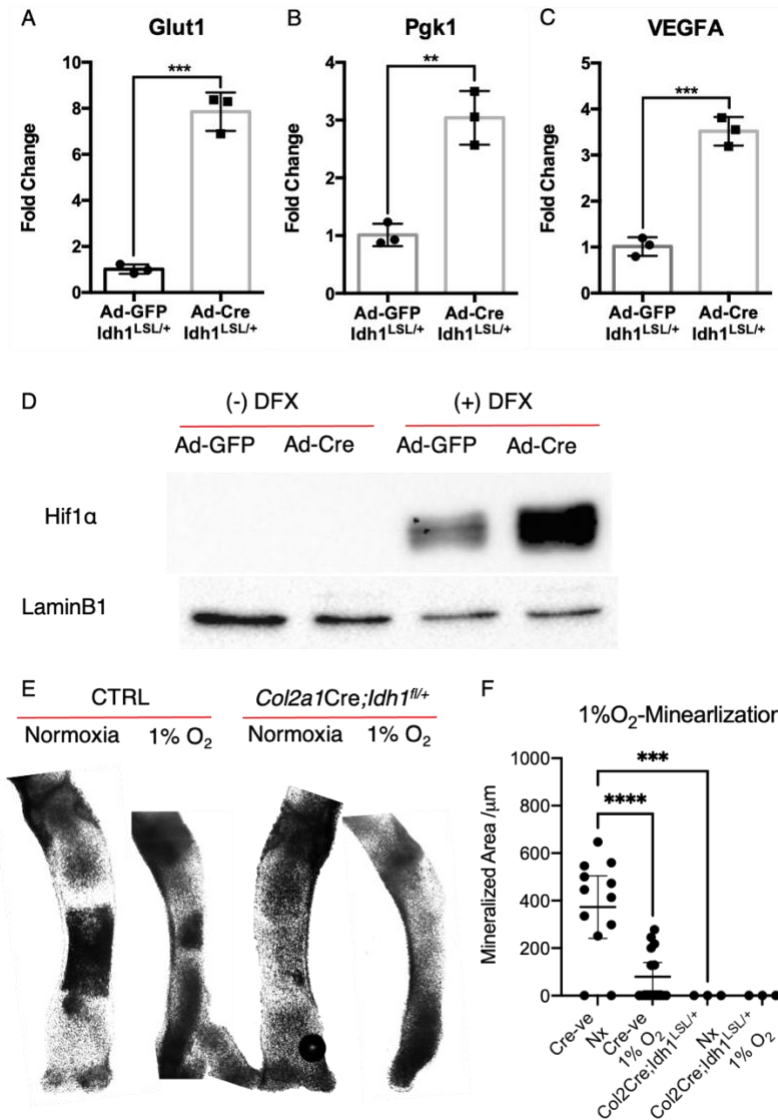 A
Glut1
***
10
8
6
4
2
0
Fold Change
Ad-GFP Ad-Cre
Idh1LSL/+ Idh1LSL/+
B
Pgk1
**
4
3
2
1
0
Fold Change
Ad-GFP Ad-Cre
Idh1LSL/+ Idh1LSL/+
C
VEGFA
***
5
4
3
2
1
0
Fold Change
Ad-GFP Ad-Cre
Idh1LSL/+ Idh1LSL/+
D
(-) DFX (+) DFX
Ad-GFP Ad-Cre Ad-GFP Ad-Cre
Hif1α
LaminB1
E
CTRL Col2a1Cre;Idh1fl/+
Normoxia 1% O2 Normoxia 1% O2
F
1%O2-Minearlization
***
****
1000
800
600
400
200
0
Mineralized Area /μm
Cre-ve
Nx
Cre-ve
1% O2
Col2Cre;Idh1LSL/+
Nx
Col2Cre;Idh1LSL/+
1% O2